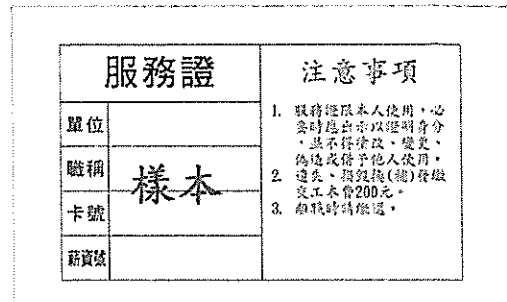 服務證
單位
職稱
卡號
薪資號
樣本
注意事項
1. 服務證限本人使用，必
要時應出示以證明身分
，並不得塗改、變更、
偽造或借予他人使用。
2. 遺失、損毀換(補)發繳
交工本費200元。
3. 離職時請繳還。